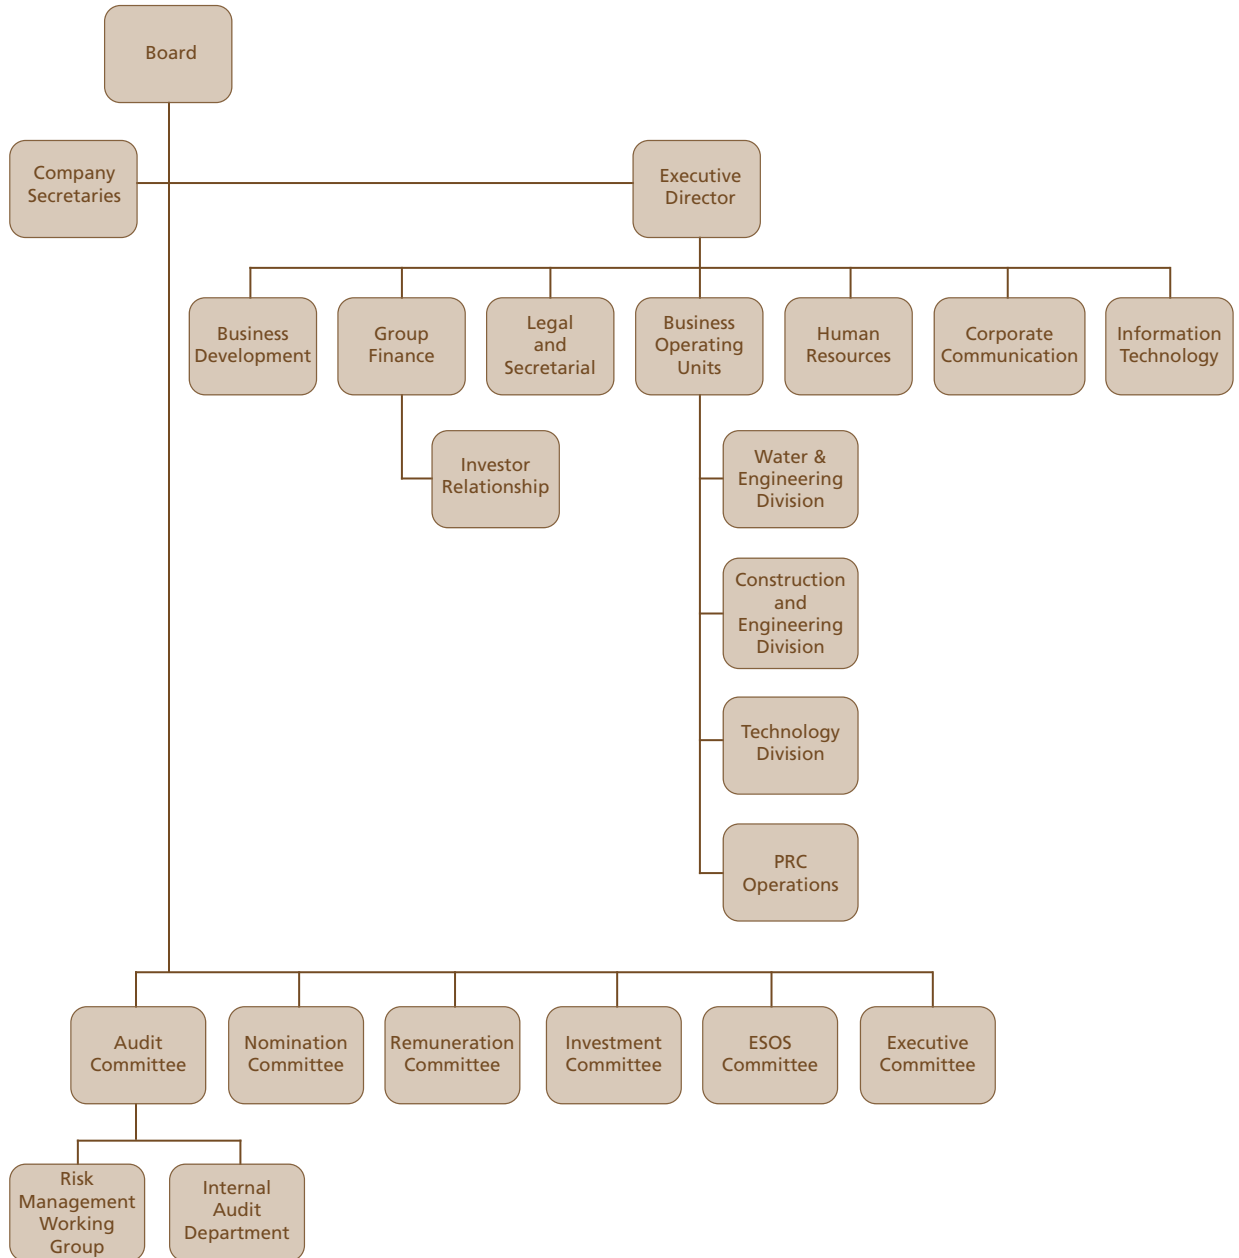 Board
Company
Secretaries
Executive
Director
Business
Development
Group
Finance
Legal
and
Secretarial
Business
Operating
Units
Human
Resources
Corporate
Communication
Information
Technology
Investor
Relationship
Water &
Engineering
Division
Construction
and
Engineering
Division
Technology
Division
PRC
Operations
Audit
Committee
Nomination
Committee
Remuneration
Committee
Investment
Committee
ESOS
Committee
Executive
Committee
Risk
Management
Working
Group
Internal
Audit
Department